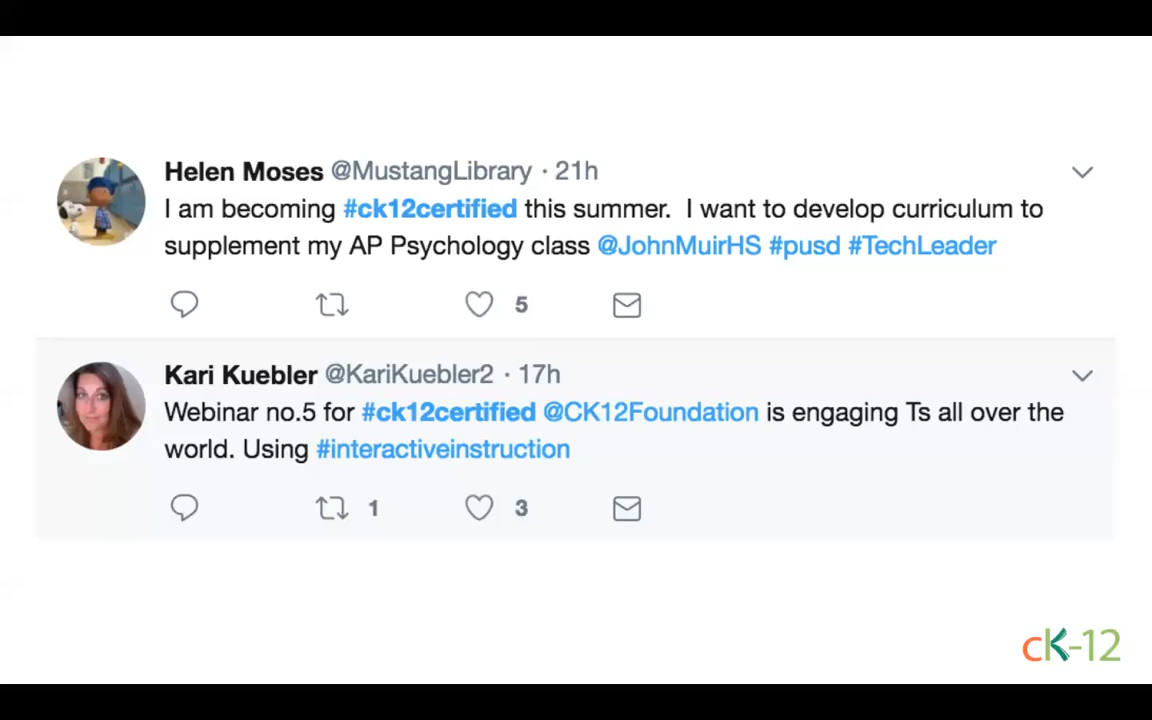 Helen Moses @MustangLibrary · 21h
I am becoming #ck12certified this summer.  I want to develop curriculum to
supplement my AP Psychology class @JohnMuirHS #pusd #TechLeader
5
Kari Kuebler @KariKuebler2 · 17h
Webinar no.5 for #ck12certified @CK12Foundation is engaging Ts all over the
world. Using #interactiveinstruction
1 3
cK-12